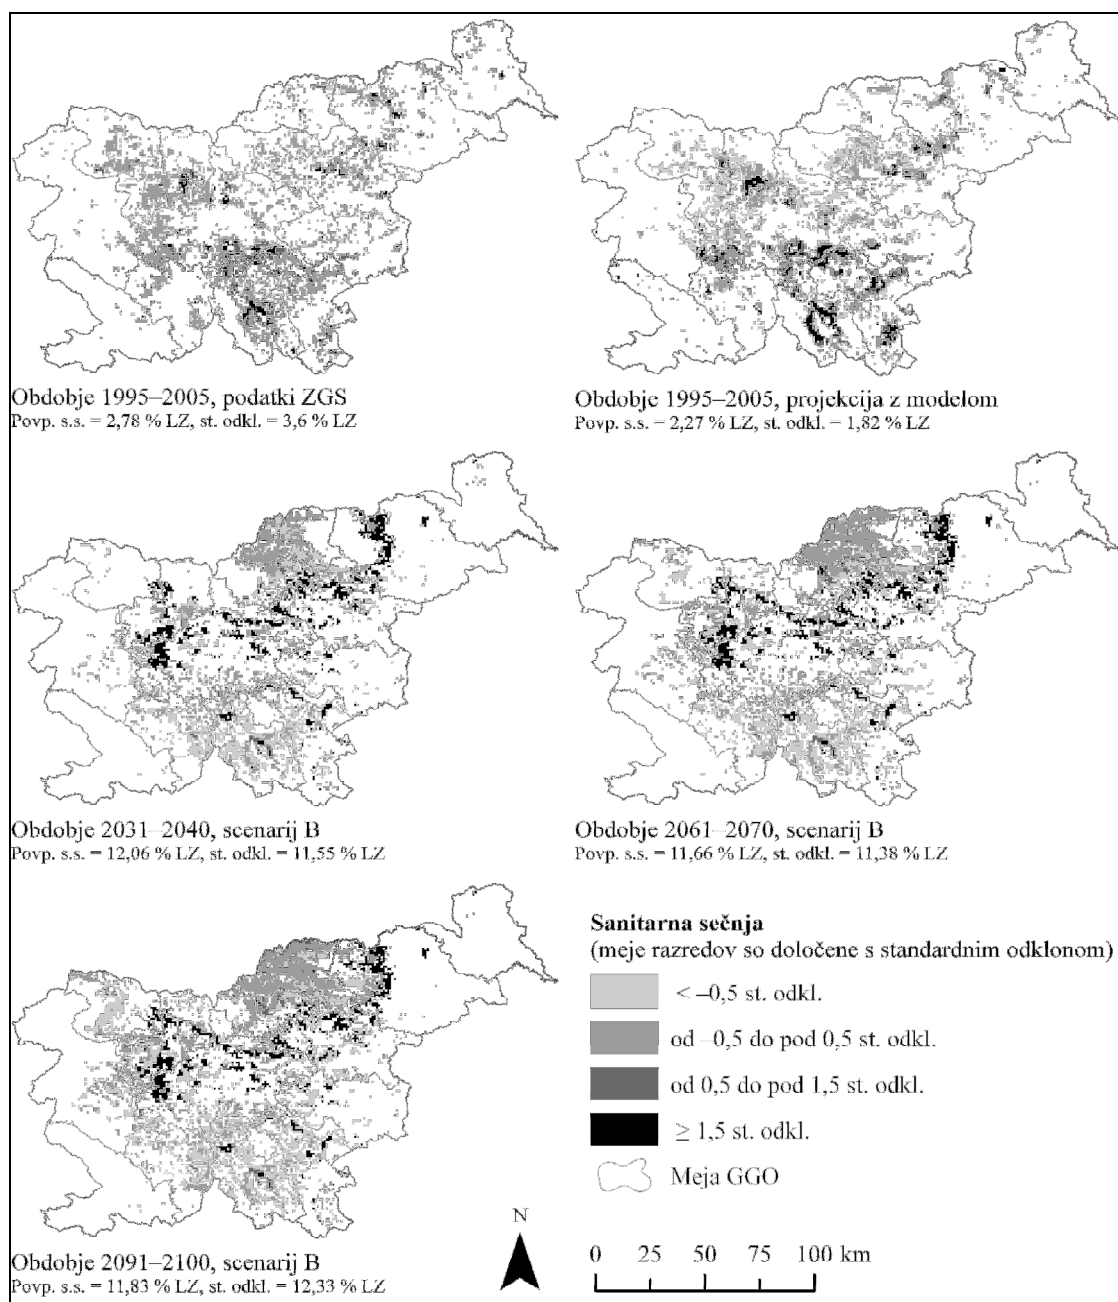 Obdobje 1995–2005, podatki ZGS
Povp. s.s. = 2,78 % LZ, st. odkl. = 3,6 % LZ
Obdobje 1995–2005, projekcija z modelom
Povp. s.s. = 2,27 % LZ, st. odkl. = 1,82 % LZ
Obdobje 2031–2040, scenarij B
Povp. s.s. = 12,06 % LZ, st. odkl. = 11,55 % LZ
Obdobje 2061–2070, scenarij B
Povp. s.s. = 11,66 % LZ, st. odkl. = 11,38 % LZ
Obdobje 2091–2100, scenarij B
Povp. s.s. = 11,83 % LZ, st. odkl. = 12,33 % LZ
Sanitarna sečnja
(meje razredov so določene s standardnim odklonom)
< –0,5 st. odkl.
od –0,5 do pod 0,5 st. odkl.
od 0,5 do pod 1,5 st. odkl.
≥ 1,5 st. odkl.
Meja GGO
N
0 25 50 75 100 km